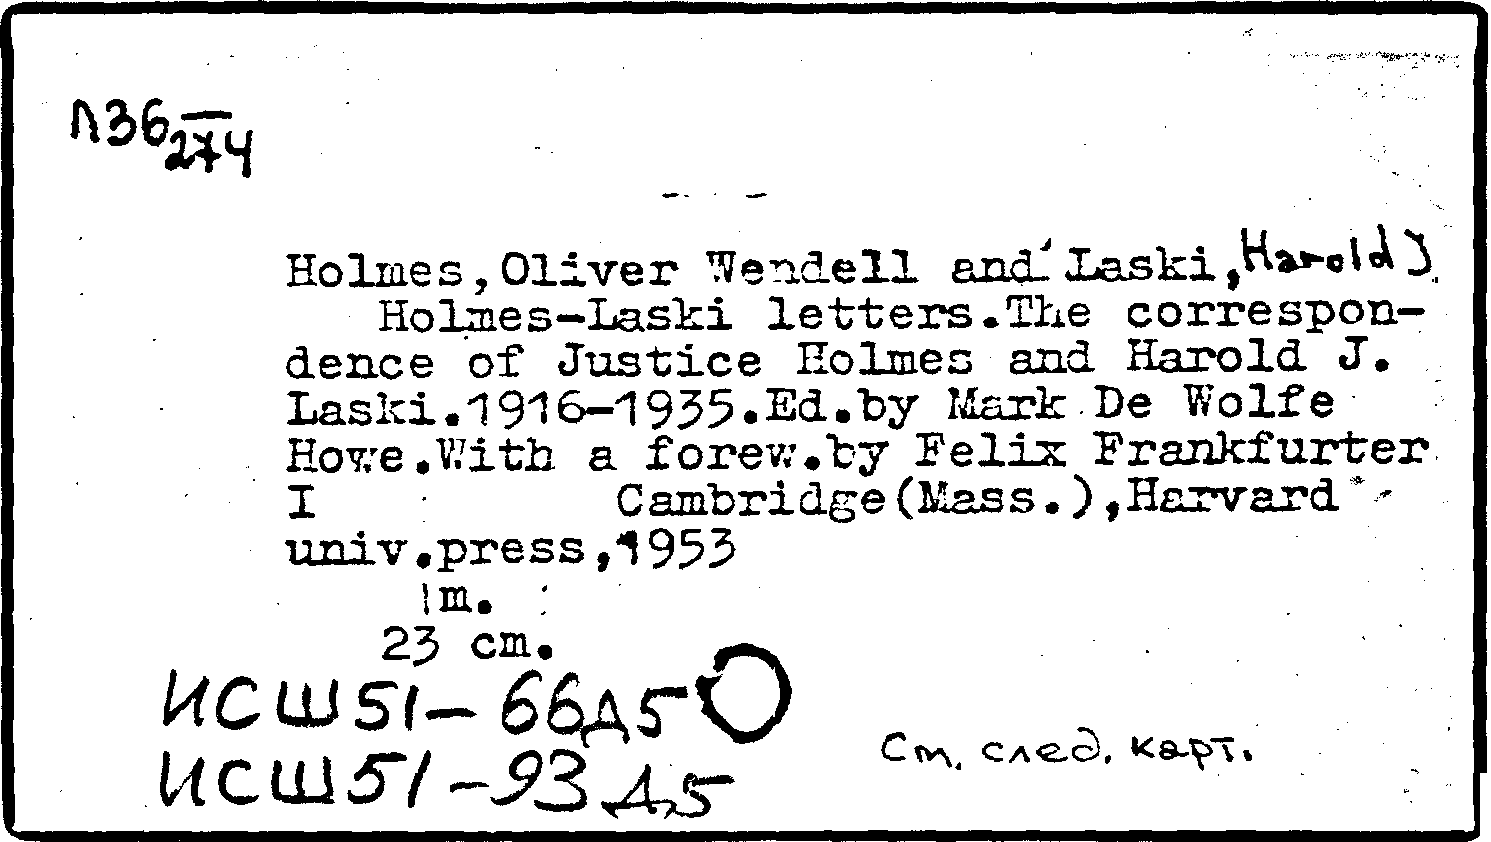 Л36
274
Holmes,Oliver Wendell and Laski,Harold J.
Holmes-Laski letters.The correspon-
dence of Justice Holmes and Harold J.
Laski.1916-1935.Ed.by Mark De Wolfe
Howe.With a forew.by Felix Frankfurter
I Cambridge(Mass.),Harvard
univ.press,1953
m.
23 cm.
ИСШ51-66Д5
ИСШ51-93Д5
См. след. карт.